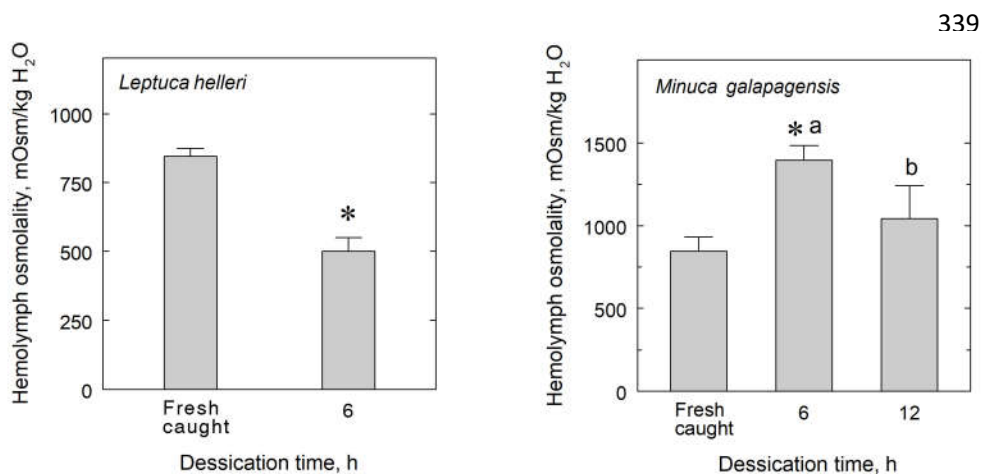 339
Hemolymph osmolality, mOsm/kg H2O
Leptuca helleri
1000
750
500
250
0
*
Fresh
caught
6
Dessication time, h
Hemolymph osmolality, mOsm/kg H2O
Minuca galapagensis
1500
1000
500
0
* a
b
Fresh
caught
6
12
Dessication time, h